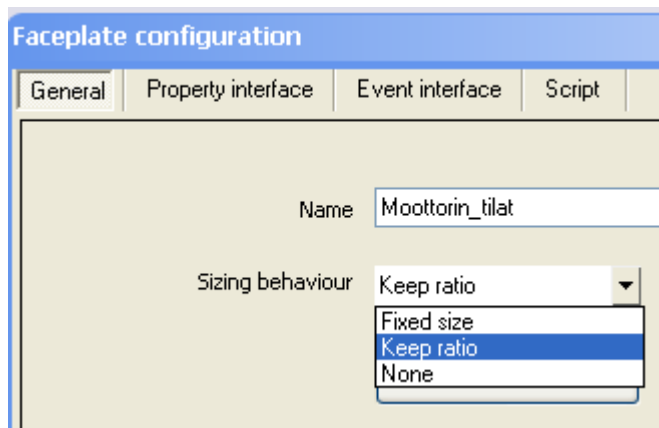 Faceplate configuration
General Property interface Event interface Script
Name Moottorin_tilat
Sizing behaviour Keep ratio
Fixed size
Keep ratio
None